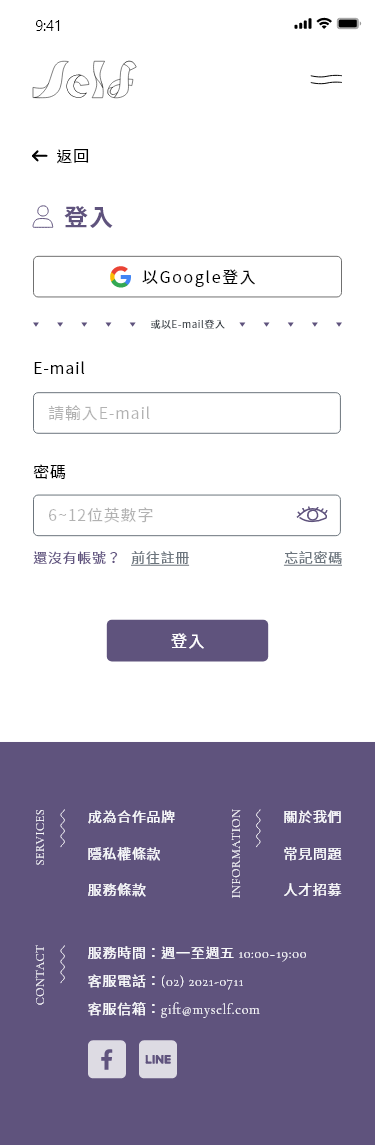 9:41
Self
返回
登入
以Google登入
或以E-mail登入
E-mail
請輸入E-mail
密碼
6~12位英數字
還沒有帳號？ 前往註冊 忘記密碼
登入
SERVICES
成為合作品牌
隱私權條款
服務條款
INFORMATION
關於我們
常見問題
人才招募
CONTACT
服務時間：週一至週五 10:00-19:00
客服電話：(02) 2021-0711
客服信箱：gift@myself.com
f
LINE